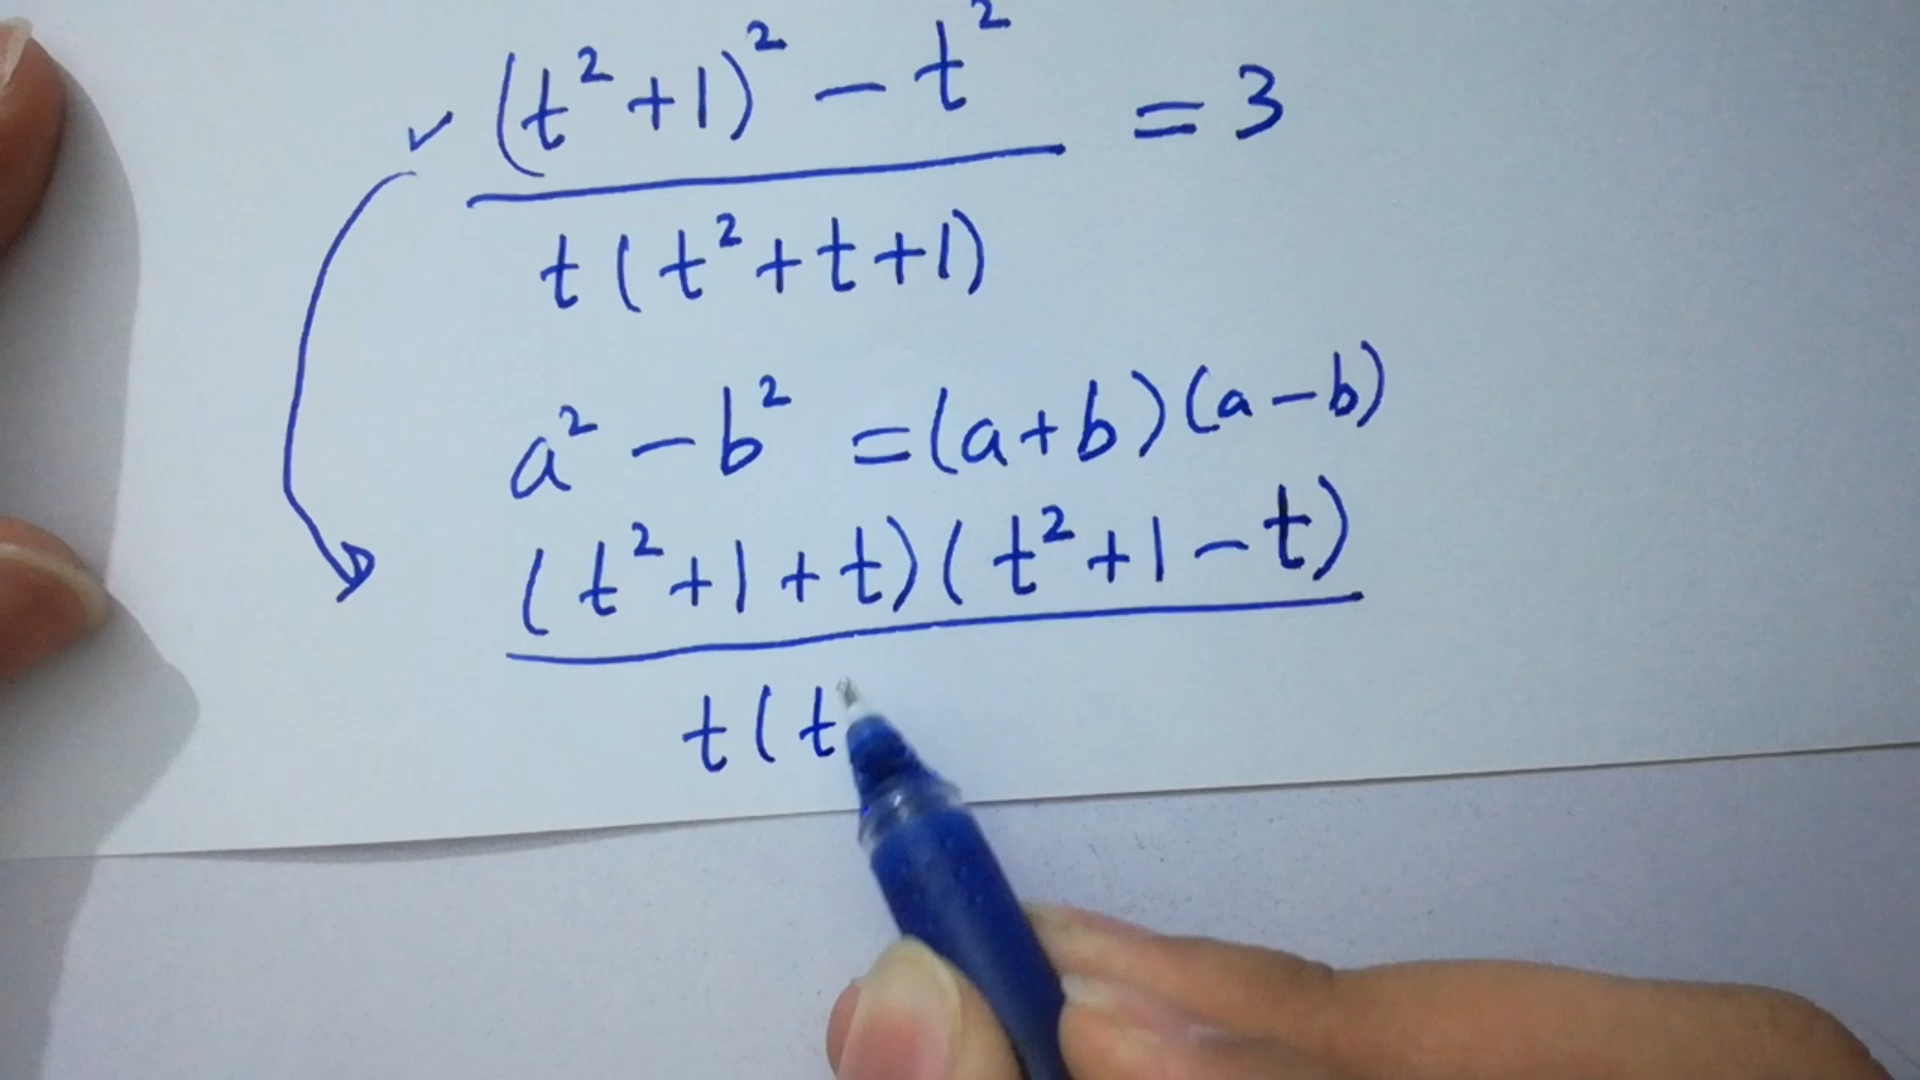 (t²+1)² - t²
= 3
t(t²+t+1)
a² - b² = (a+b)(a-b)
(t²+1+t)(t²+1-t)
t(t